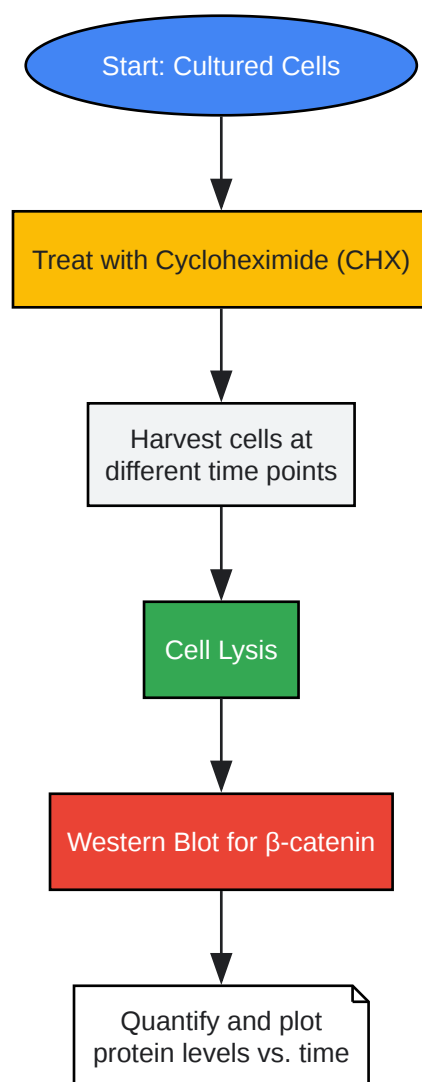 Start: Cultured Cells
Treat with Cycloheximide (CHX)
Harvest cells at
different time points
Cell Lysis
Western Blot for β-catenin
Quantify and plot
protein levels vs. time